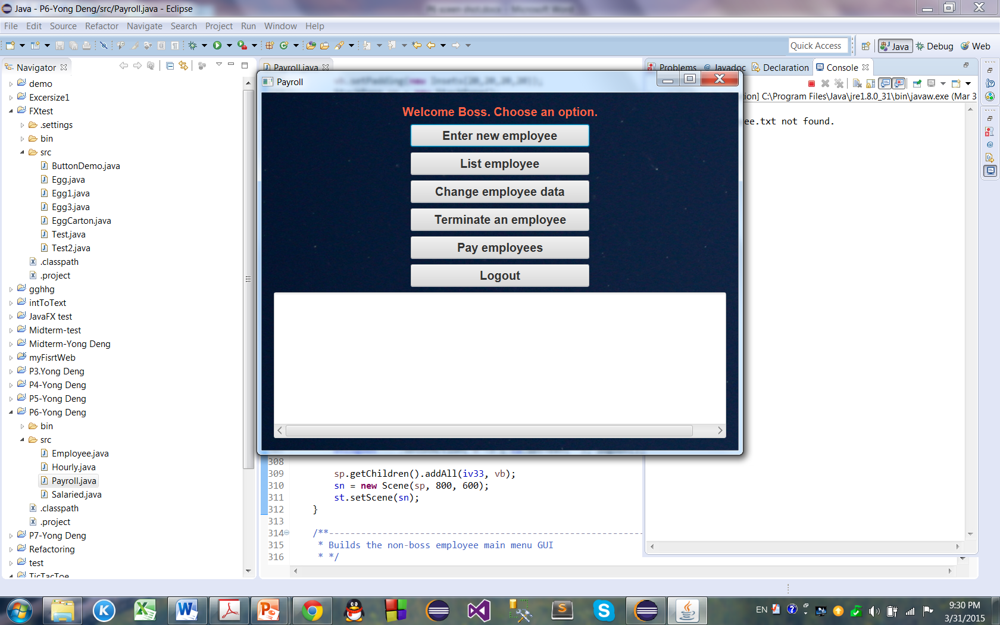 Java - P6-Yong Deng/src/Payroll.java - Eclipse
File Edit Source Refactor Navigate Search Project Run Window Help
Quick Access
Java
Debug
Web
Navigator
Payroll.java
Problems
@ Javadoc
Declaration
Console
demo
Excersize1
FXtest
.settings
bin
src
ButtonDemo.java
Egg.java
Egg1.java
Egg3.java
EggCarton.java
Test.java
Test2.java
.classpath
.project
gghhg
intToText
JavaFX test
Midterm-test
Midterm-Yong Deng
myFisrtWeb
P3.Yong Deng
P4-Yong Deng
P5-Yong Deng
P6-Yong Deng
bin
src
Employee.java
Hourly.java
Payroll.java
Salaried.java
.classpath
.project
P7-Yong Deng
Refactoring
test
TicTacToe
Payroll
Welcome Boss. Choose an option.
Enter new employee
List employee
Change employee data
Terminate an employee
Pay employees
Logout
ion] C:\Program Files\Java\jre1.8.0_31\bin\javaw.exe (Mar 3
ee.txt not found.
308
309 sp.getChildren().addAll(iv33, vb);
310 sn = new Scene(sp, 800, 600);
311 st.setScene(sn);
312 }
313
314 /**------------------------------------------------------------
315 * Builds the non-boss employee main menu GUI
316 * */
EN
9:30 PM
3/31/2015